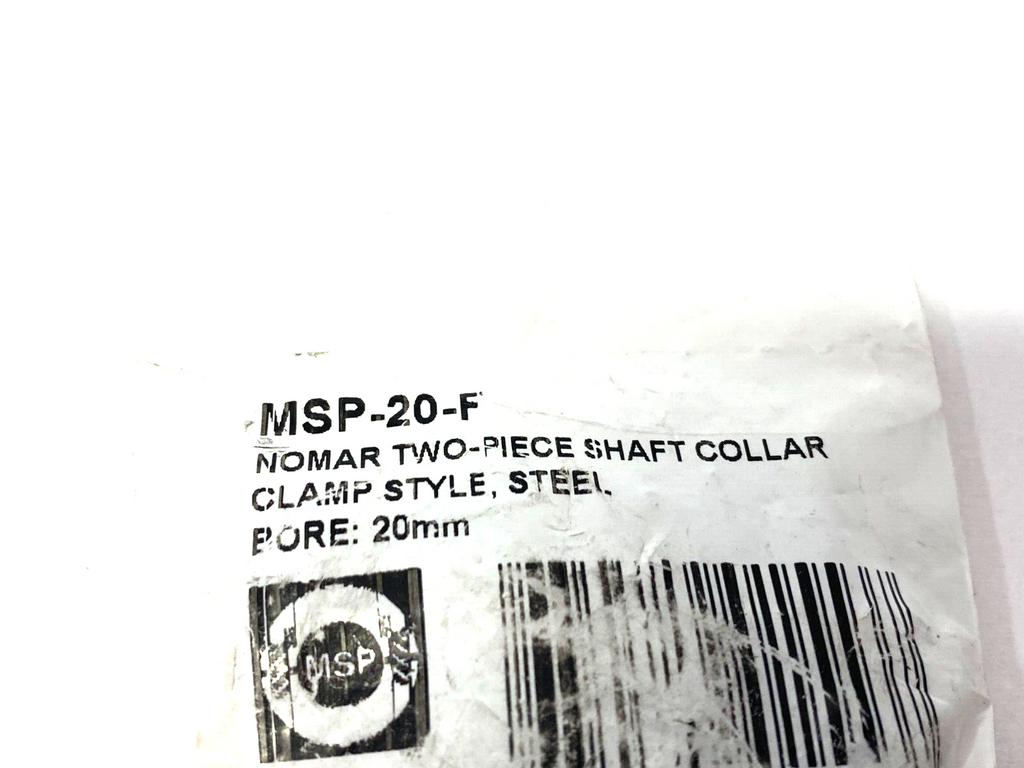 MSP-20-F
NOMAR TWO-PIECE SHAFT COLLAR
CLAMP STYLE, STEEL
BORE: 20mm
MSP